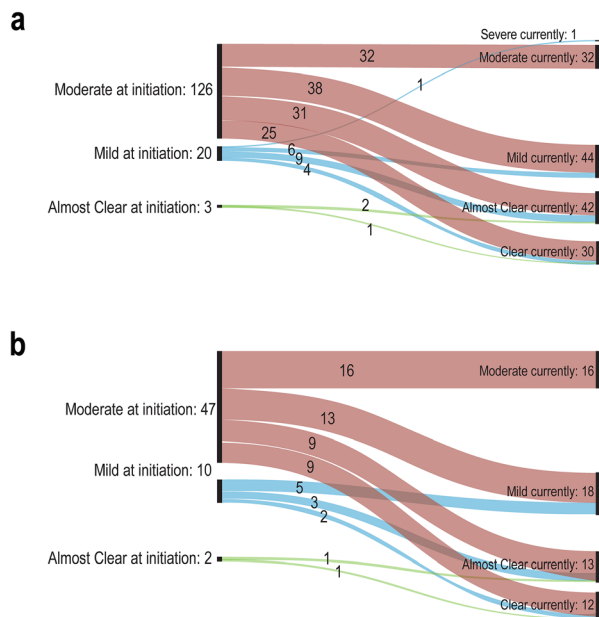 a
Severe currently: 1
32
Moderate currently: 32
1
38
Moderate at initiation: 126
31
25
Mild at initiation: 20
6
9
4
Mild currently: 44
Almost Clear at initiation: 3
2
Almost Clear currently: 42
1
Clear currently: 30
b
16
Moderate currently: 16
Moderate at initiation: 47
13
9
9
Mild at initiation: 10
5
3
2
Mild currently: 18
Almost Clear at initiation: 2
1
1
Almost Clear currently: 13
Clear currently: 12